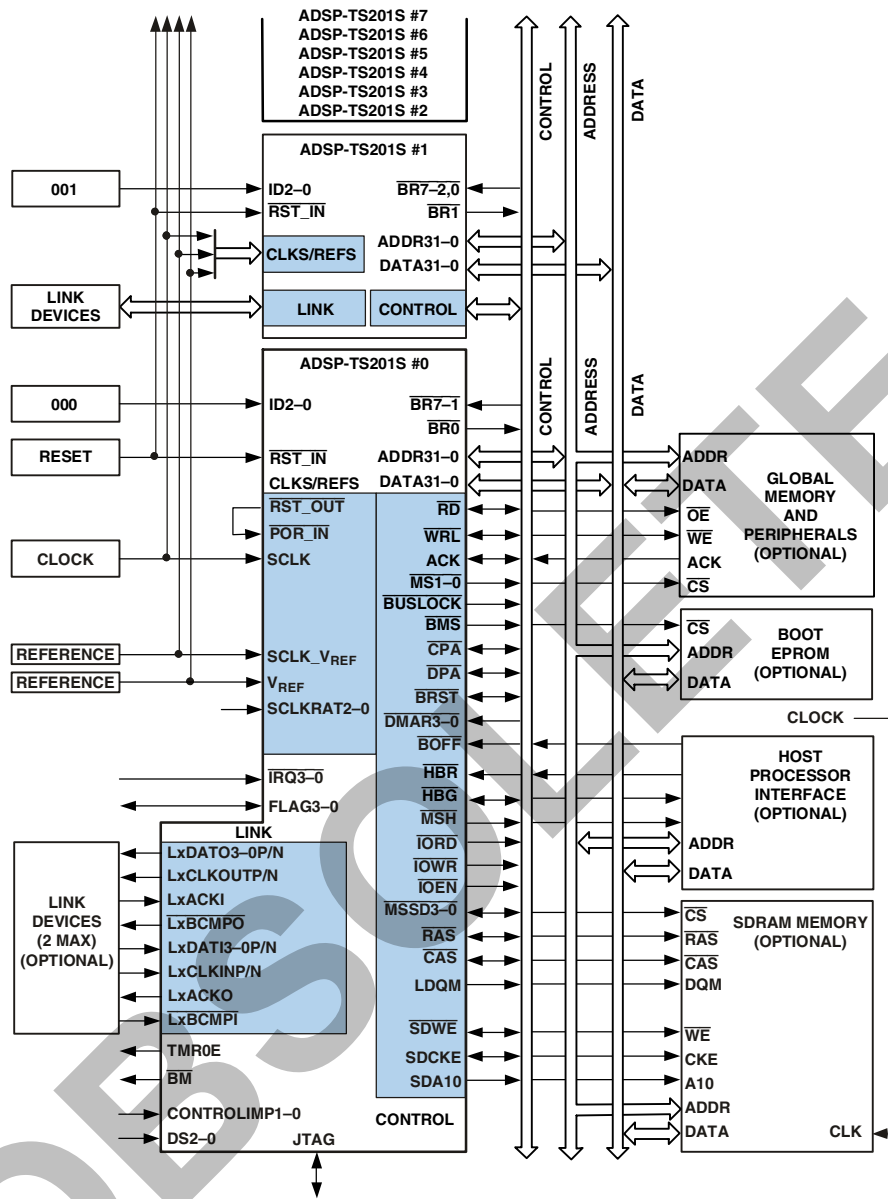 ADSP-TS201S #7
ADSP-TS201S #6
ADSP-TS201S #5
ADSP-TS201S #4
ADSP-TS201S #3
ADSP-TS201S #2
CONTROL
ADDRESS
DATA
ADSP-TS201S #1
001
ID2–0
BR7–2,0
RST_IN
BR1
ADDR31–0
CLKS/REFS
DATA31–0
LINK
DEVICES
LINK
CONTROL
ADSP-TS201S #0
CONTROL
ADDRESS
DATA
000
ID2–0
BR7–1
BR0
RESET
RST_IN
ADDR31–0
CLKS/REFS
DATA31–0
RST_OUT
POR_IN
CLOCK
SCLK
REFERENCE
SCLK_VREF
REFERENCE
VREF
SCLKRAT2–0
IRQ3–0
FLAG3–0
RD
WRL
ACK
MS1–0
BUSLOCK
BMS
CPA
DPA
BRST
DMAR3–0
BOFF
HBR
HBG
MSH
IORD
IOWR
IOEN
MSSD3–0
RAS
CAS
LDQM
SDWE
SDCKE
SDA10
CONTROL
LINK
LINK
DEVICES
(2 MAX)
(OPTIONAL)
LxDATO3–0P/N
LxCLKOUTP/N
LxACKI
LxBCMPO
LxDATI3–0P/N
LxCLKINP/N
LxACKO
LxBCMPI
TMR0E
BM
CONTROLIMP1–0
DS2–0
JTAG
ADDR
DATA
OE
WE
ACK
CS
GLOBAL
MEMORY
AND
PERIPHERALS
(OPTIONAL)
CS
ADDR
DATA
BOOT
EPROM
(OPTIONAL)
CLOCK
HOST
PROCESSOR
INTERFACE
(OPTIONAL)
ADDR
DATA
SDRAM MEMORY
(OPTIONAL)
CS
RAS
CAS
DQM
WE
CKE
A10
ADDR
DATA
CLK
OBSOLETE